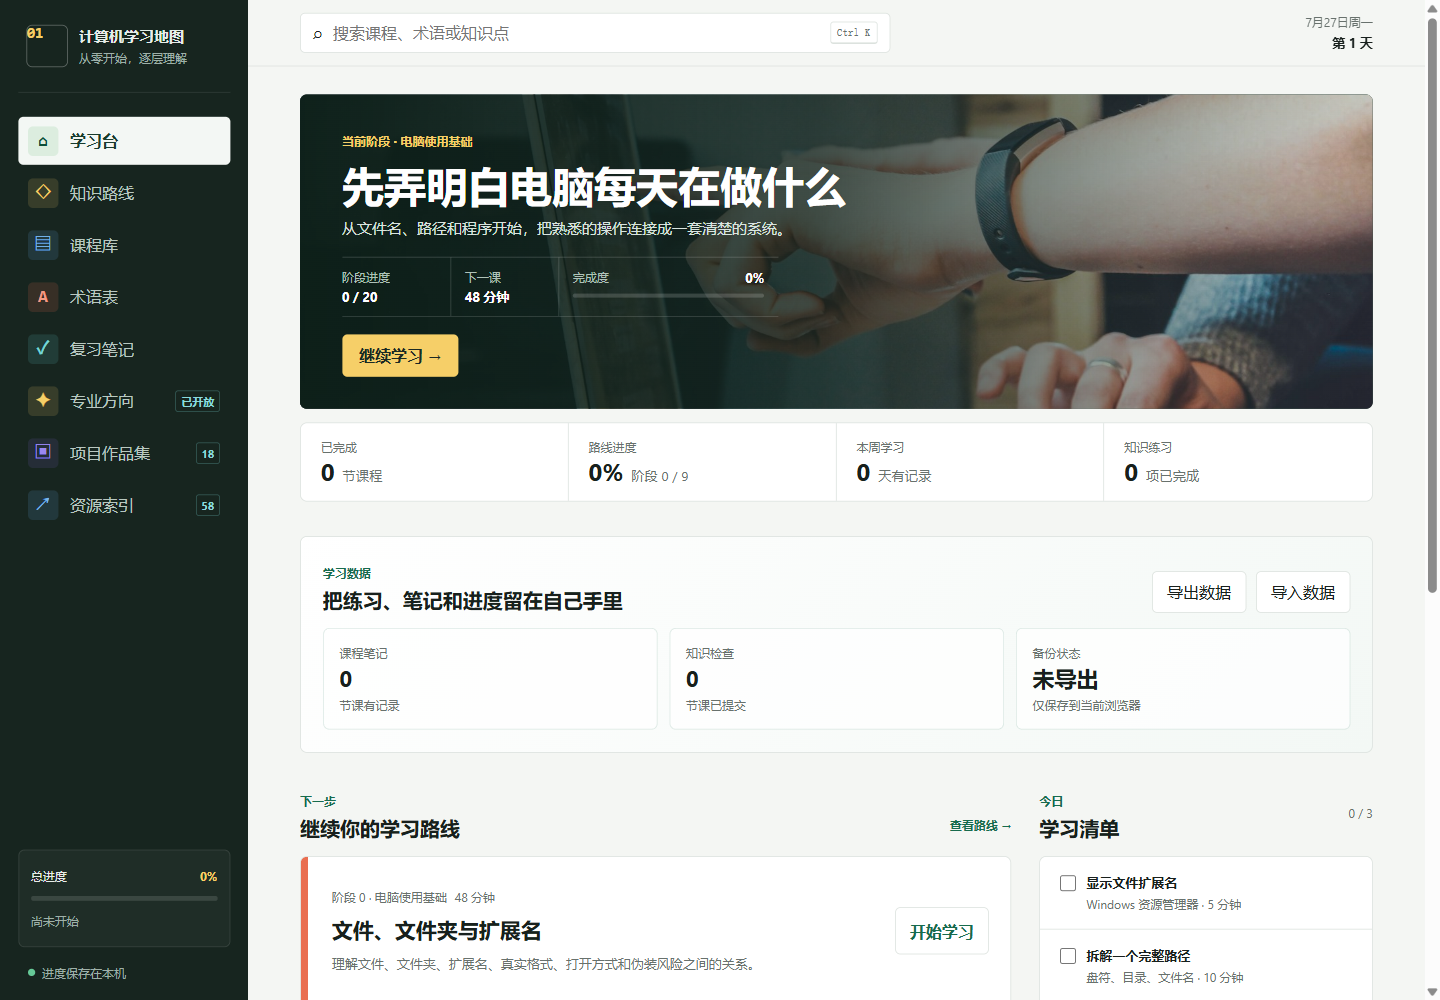 01
计算机学习地图
从零开始，逐层理解
学习台
知识路线
课程库
A 术语表
复习笔记
专业方向 已开放
项目作品集 18
资源索引 58
总进度 0%
尚未开始
进度保存在本机
搜索课程、术语或知识点 Ctrl K
7月27日周一
第 1 天
当前阶段 · 电脑使用基础
先弄明白电脑每天在做什么
从文件名、路径和程序开始，把熟悉的操作连接成一套清楚的系统。
阶段进度 下一课 完成度 0%
0 / 20 48 分钟
继续学习 →
已完成 路线进度 本周学习 知识练习
0 节课程 0% 阶段 0 / 9 0 天有记录 0 项已完成
学习数据
把练习、笔记和进度留在自己手里
导出数据 导入数据
课程笔记 知识检查 备份状态
0 0 未导出
节课有记录 节课已提交 仅保存到当前浏览器
下一步
继续你的学习路线
查看路线 →
阶段 0 · 电脑使用基础 48 分钟
文件、文件夹与扩展名
理解文件、文件夹、扩展名、真实格式、打开方式和伪装风险之间的关系。
开始学习
今日
学习清单
0 / 3
显示文件扩展名
Windows 资源管理器 · 5 分钟
拆解一个完整路径
盘符、目录、文件名 · 10 分钟